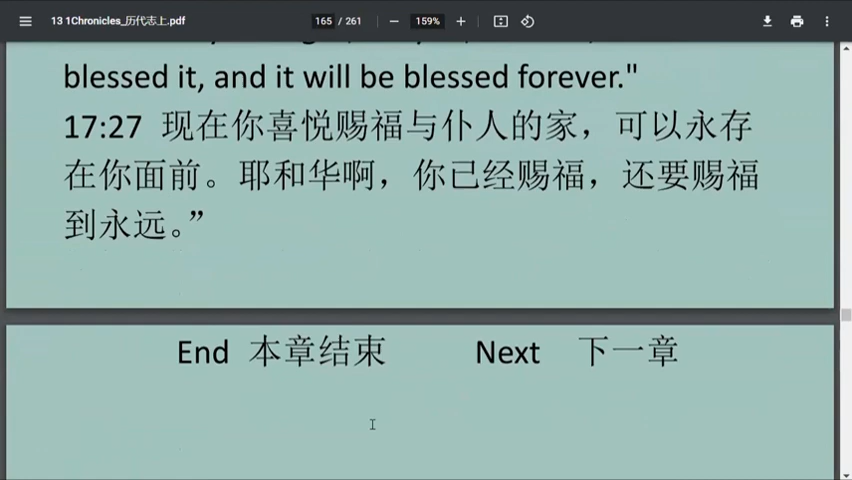 13 1Chronicles_历代志上.pdf
165 / 261
159%
blessed it, and it will be blessed forever."
17:27 现在你喜悦赐福与仆人的家，可以永存
在你面前。耶和华啊，你已经赐福，还要赐福
到永远。”
End 本章结束 Next 下一章